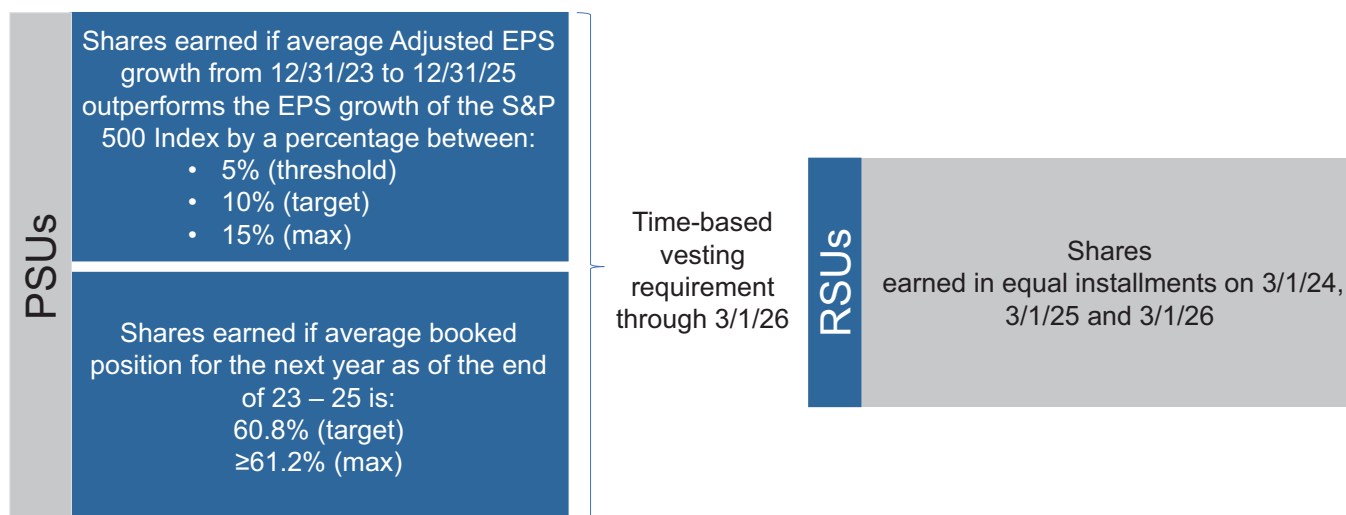 PSUs
Shares earned if average Adjusted EPS
growth from 12/31/23 to 12/31/25
outperforms the EPS growth of the S&P
500 Index by a percentage between:
• 5% (threshold)
• 10% (target)
• 15% (max)
Shares earned if average booked
position for the next year as of the end
of 23 – 25 is:
60.8% (target)
≥61.2% (max)
Time-based
vesting
requirement
through 3/1/26
RSUs
Shares
earned in equal installments on 3/1/24,
3/1/25 and 3/1/26